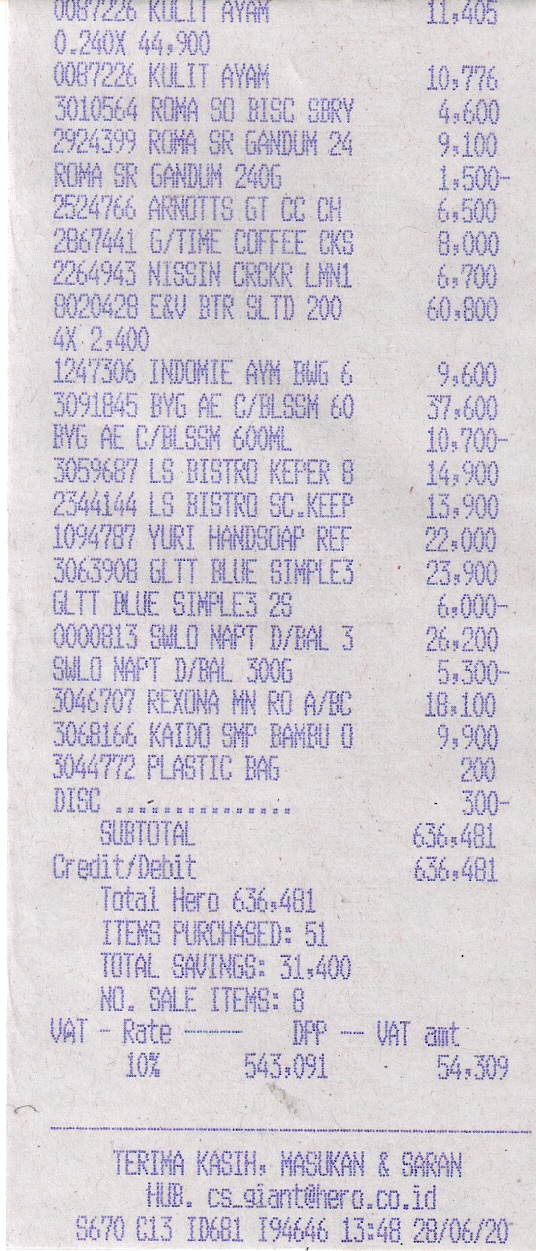 0087226 KULIT AYAM 11,405
0.240X 44,900
0087226 KULIT AYAM 10,776
3010564 ROMA SO BISC SBRY 4,600
2924399 ROMA SR GANDUM 24 9,100
ROMA SR GANDUM 240G 1,500-
2524766 ARNOTTS GT CC CH 6,500
2867441 G/TIME COFFEE CKS 8,000
2264943 NISSIN CRCKR LMN1 6,700
8020428 E&V BTR SLTD 200 60,800
4X 2,400
1247306 INDOMIE AYM BWG 6 9,600
3091845 BYG AE C/BLSSM 60 37,600
BYG AE C/BLSSM 600ML 10,700-
3059687 LS BISTRO KEPER 8 14,900
2344144 LS BISTRO SC.KEEP 13,900
1094787 YURI HANDSOAP REF 22,000
3063908 GLTT BLUE SIMPLE3 23,900
GLTT BLUE SIMPLE3 2S 6,000-
0000813 SWLO NAPT D/BAL 3 26,200
SWLO NAPT D/BAL 300G 5,300-
3046707 REXONA MN RO A/BC 18,100
3068166 KAIDO SMP BAMBU O 9,900
3044772 PLASTIC BAG 200
DISC ............... 300-
SUBTOTAL 636,481
Credit/Debit 636,481
Total Hero 636,481
ITEMS PURCHASED: 51
TOTAL SAVINGS: 31,400
NO. SALE ITEMS: 8
VAT - Rate ----- DPP -- VAT amt
10% 543,091 54,309
TERIMA KASIH, MASUKAN & SARAN
HUB. cs_giant@hero.co.id
S670 C13 ID681 I94646 13:48 28/06/20